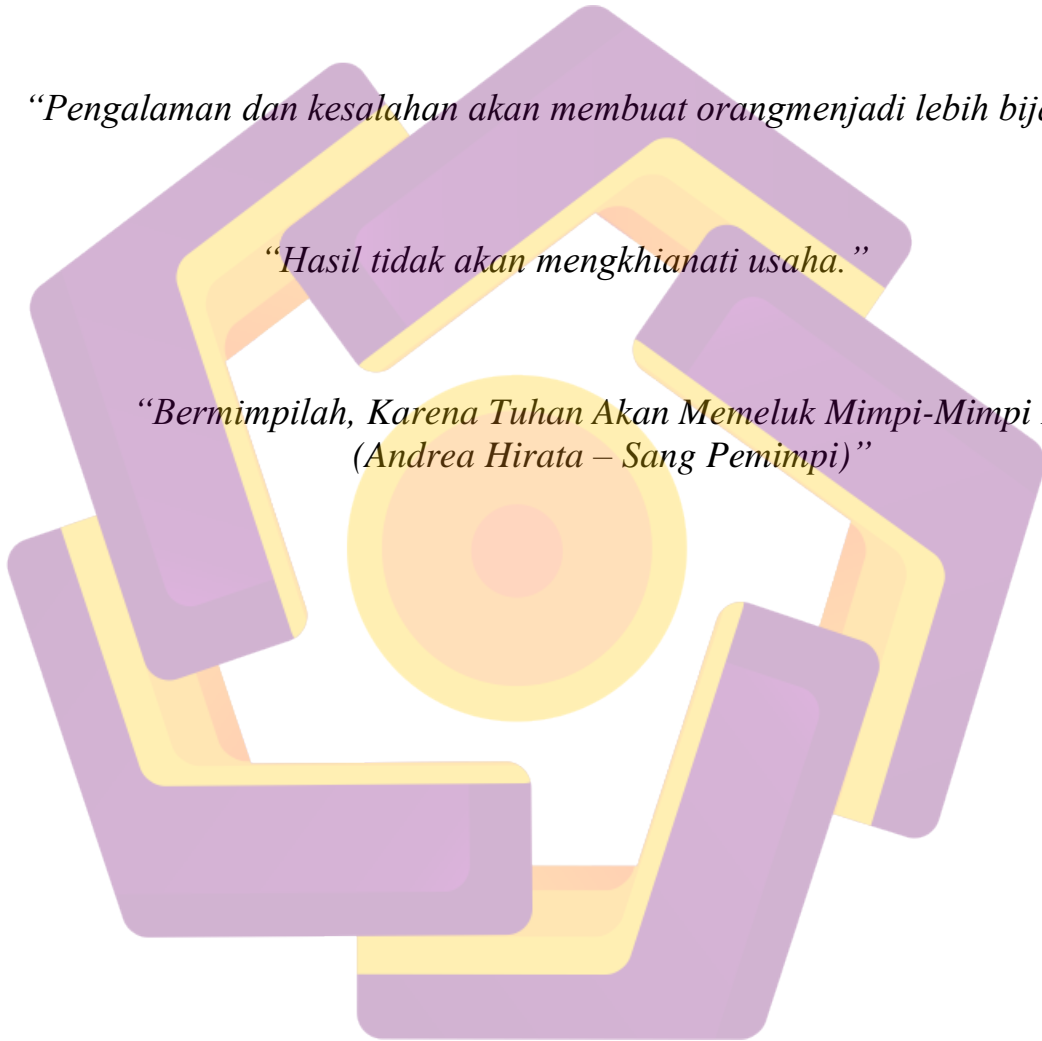 “Pengalaman dan kesalahan akan membuat orangmenjadi lebih
“Hasil tidak akan mengkhianati usaha.”
“Bermimpilah, Karena Tuhan Akan Memeluk Mimpi-Mimpi
(Andrea Hirata – Sang Pemimpi)”